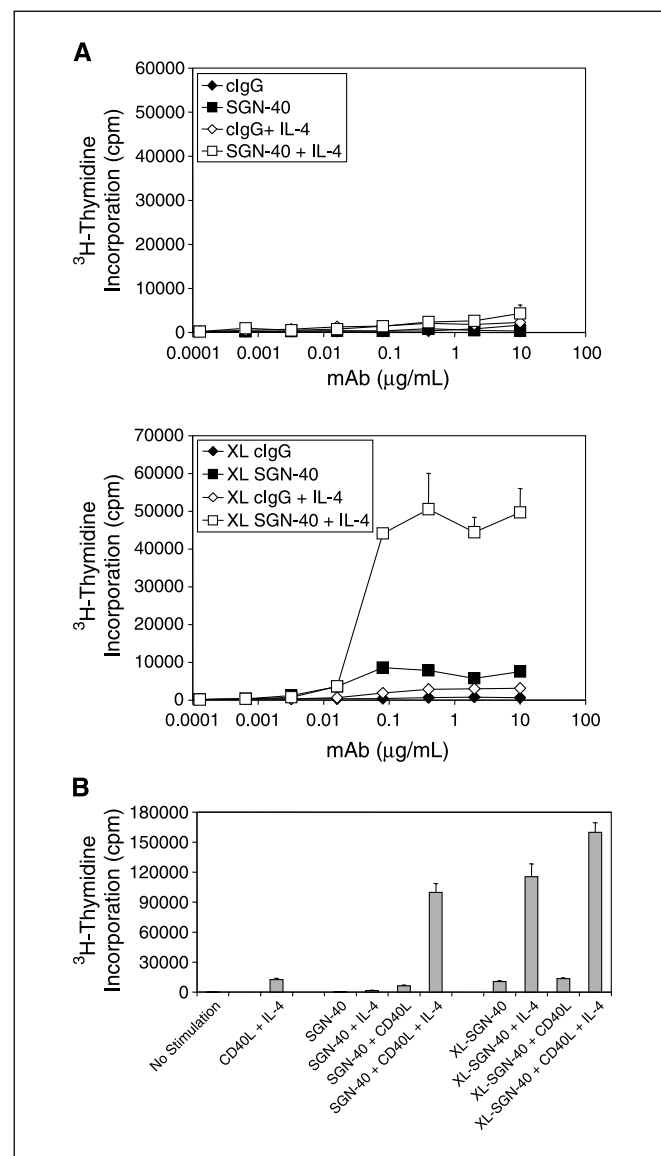 A
60000
50000
40000
30000
20000
10000
0
³H-Thymidine
Incorporation (cpm)
cIgG
SGN-40
cIgG+ IL-4
SGN-40 + IL-4
0.0001 0.001 0.01 0.1 1 10 100
mAb (μg/mL)
70000
60000
50000
40000
30000
20000
10000
0
³H-Thymidine
Incorporation (cpm)
XL cIgG
XL SGN-40
XL cIgG + IL-4
XL SGN-40 + IL-4
0.0001 0.001 0.01 0.1 1 10 100
mAb (μg/mL)
B
180000
150000
120000
90000
60000
30000
0
³H-Thymidine
Incorporation (cpm)
No Stimulation
CD40L + IL-4
SGN-40
SGN-40 + IL-4
SGN-40 + CD40L
SGN-40 + CD40L + IL-4
XL-SGN-40
XL-SGN-40 + IL-4
XL-SGN-40 + CD40L
XL-SGN-40 + CD40L + IL-4